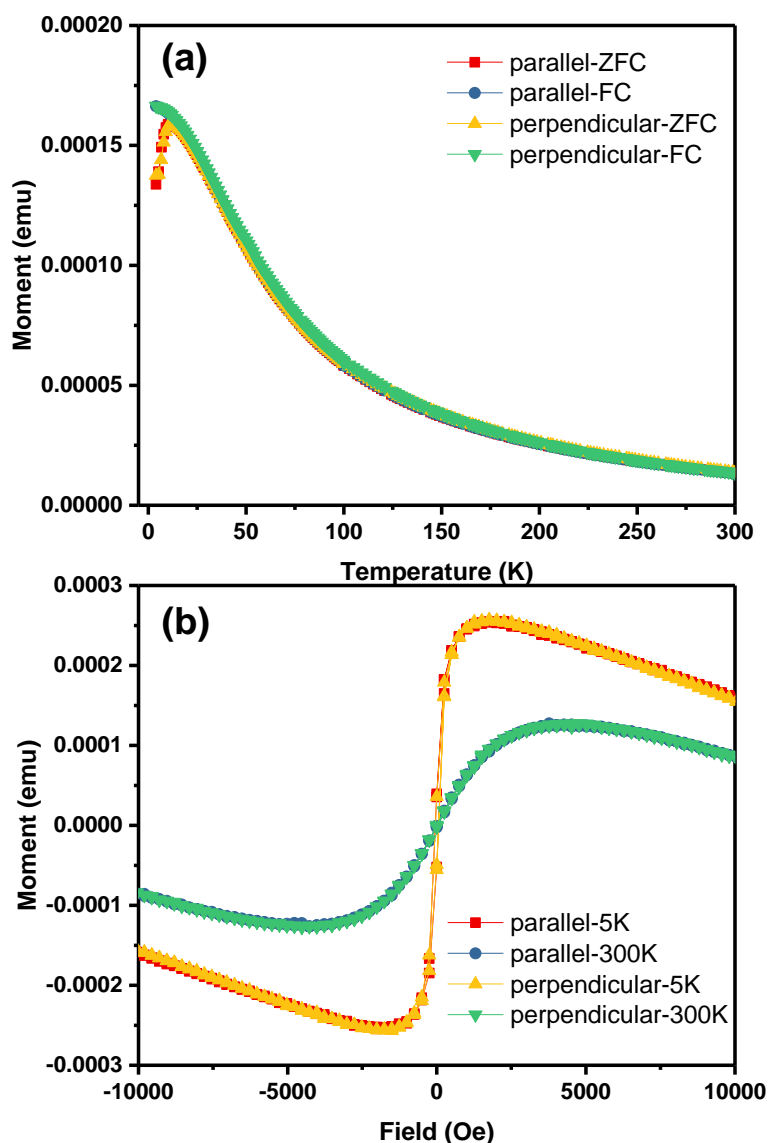 0.00020
(a)
parallel-ZFC
parallel-FC
perpendicular-ZFC
perpendicular-FC
0.00015
0.00010
0.00005
0.00000
Moment (emu)
0 50 100 150 200 250 300
Temperature (K)
0.0003
(b)
0.0002
0.0001
0.0000
-0.0001
-0.0002
-0.0003
Moment (emu)
parallel-5K
parallel-300K
perpendicular-5K
perpendicular-300K
-10000 -5000 0 5000 10000
Field (Oe)